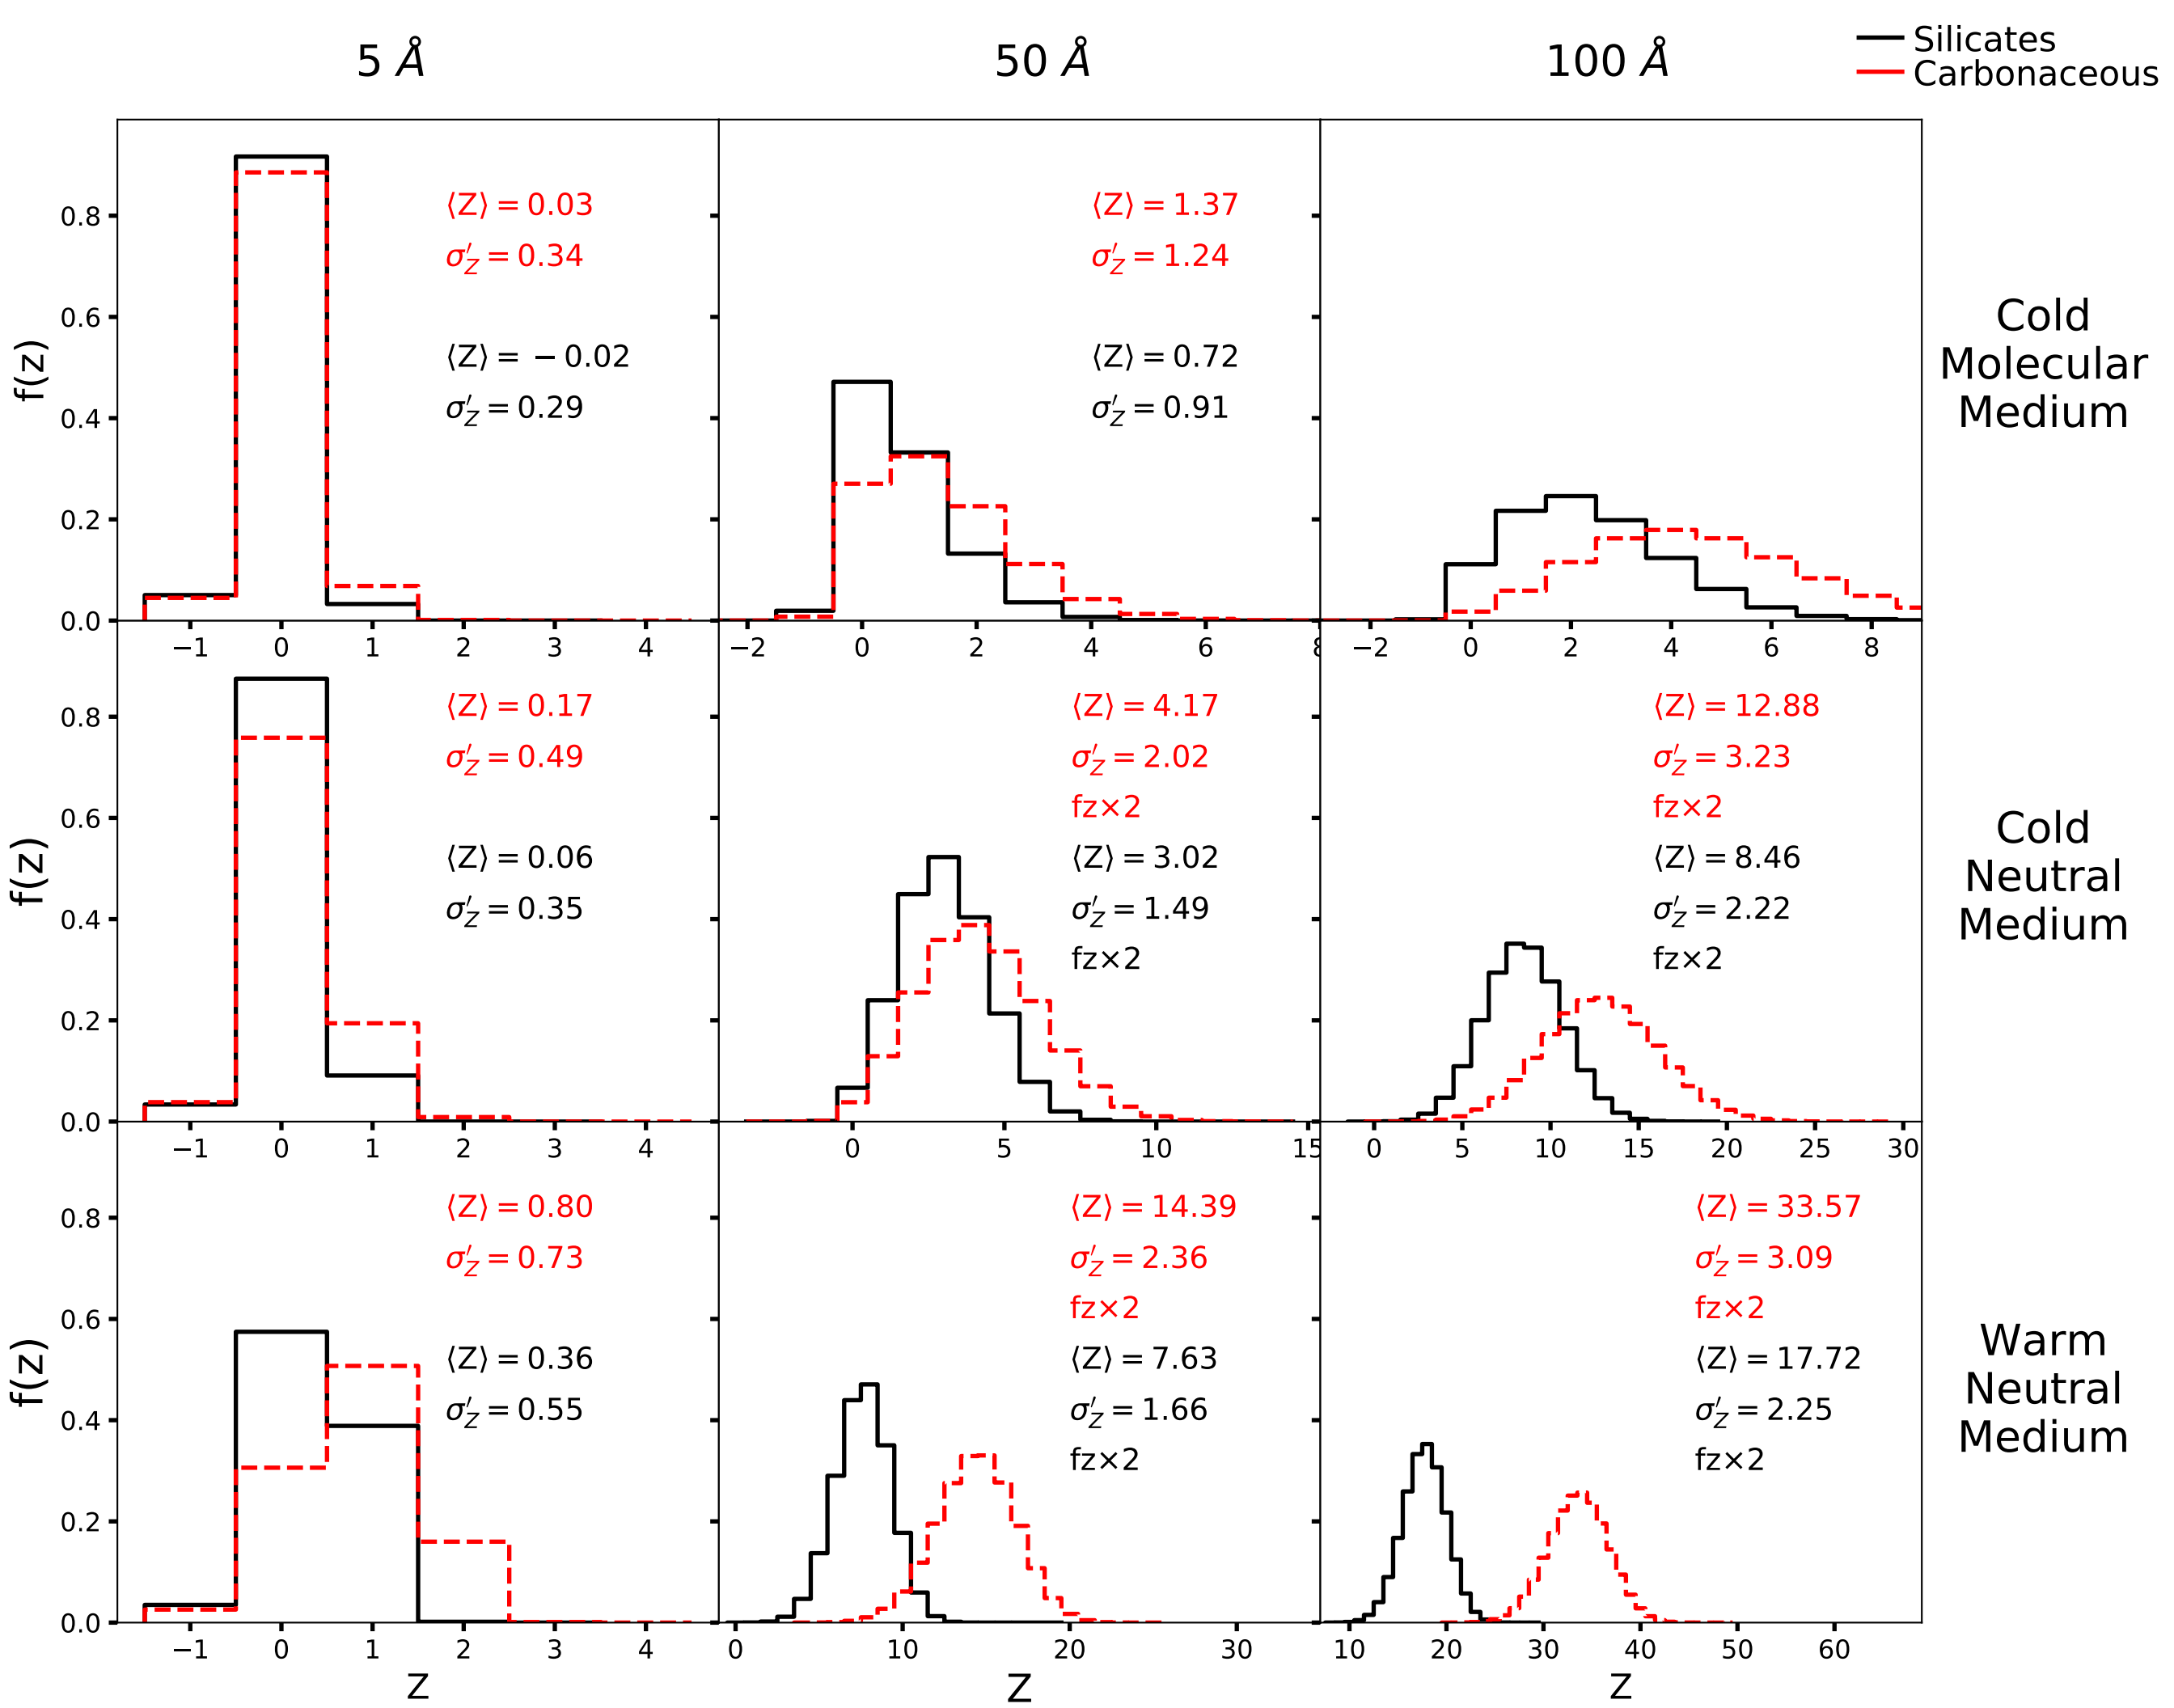 5 Å
50 Å
100 Å
Silicates
Carbonaceous
f(z)
0.8
0.6
0.4
0.2
0.0
⟨Z⟩ = 0.03
σ′Z = 0.34
⟨Z⟩ = −0.02
σ′Z = 0.29
−1 0 1 2 3 4
⟨Z⟩ = 1.37
σ′Z = 1.24
⟨Z⟩ = 0.72
σ′Z = 0.91
−2 0 2 4 6 8
−2 0 2 4 6 8
Cold
Molecular
Medium
f(z)
0.8
0.6
0.4
0.2
0.0
⟨Z⟩ = 0.17
σ′Z = 0.49
⟨Z⟩ = 0.06
σ′Z = 0.35
−1 0 1 2 3 4
⟨Z⟩ = 4.17
σ′Z = 2.02
fz×2
⟨Z⟩ = 3.02
σ′Z = 1.49
fz×2
0 5 10 15
⟨Z⟩ = 12.88
σ′Z = 3.23
fz×2
⟨Z⟩ = 8.46
σ′Z = 2.22
fz×2
0 5 10 15 20 25 30
Cold
Neutral
Medium
f(z)
0.8
0.6
0.4
0.2
0.0
⟨Z⟩ = 0.80
σ′Z = 0.73
⟨Z⟩ = 0.36
σ′Z = 0.55
−1 0 1 2 3 4
Z
⟨Z⟩ = 14.39
σ′Z = 2.36
fz×2
⟨Z⟩ = 7.63
σ′Z = 1.66
fz×2
0 10 20 30
Z
⟨Z⟩ = 33.57
σ′Z = 3.09
fz×2
⟨Z⟩ = 17.72
σ′Z = 2.25
fz×2
10 20 30 40 50 60
Z
Warm
Neutral
Medium